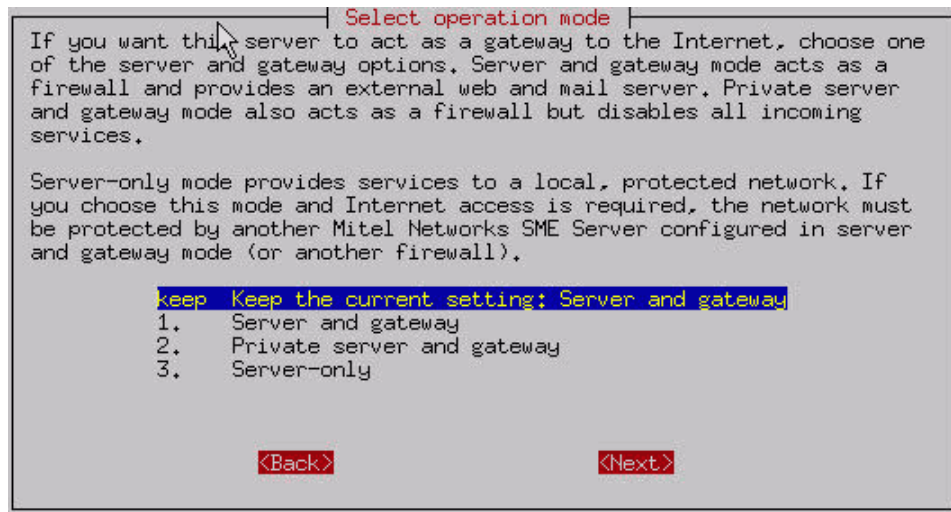 Select operation mode
If you want this server to act as a gateway to the Internet, choose one
of the server and gateway options. Server and gateway mode acts as a
firewall and provides an external web and mail server. Private server
and gateway mode also acts as a firewall but disables all incoming
services.
Server-only mode provides services to a local, protected network. If
you choose this mode and Internet access is required, the network must
be protected by another Mitel Networks SME Server configured in server
and gateway mode (or another firewall).
keep Keep the current setting: Server and gateway
1. Server and gateway
2. Private server and gateway
3. Server-only
<Back> <Next>